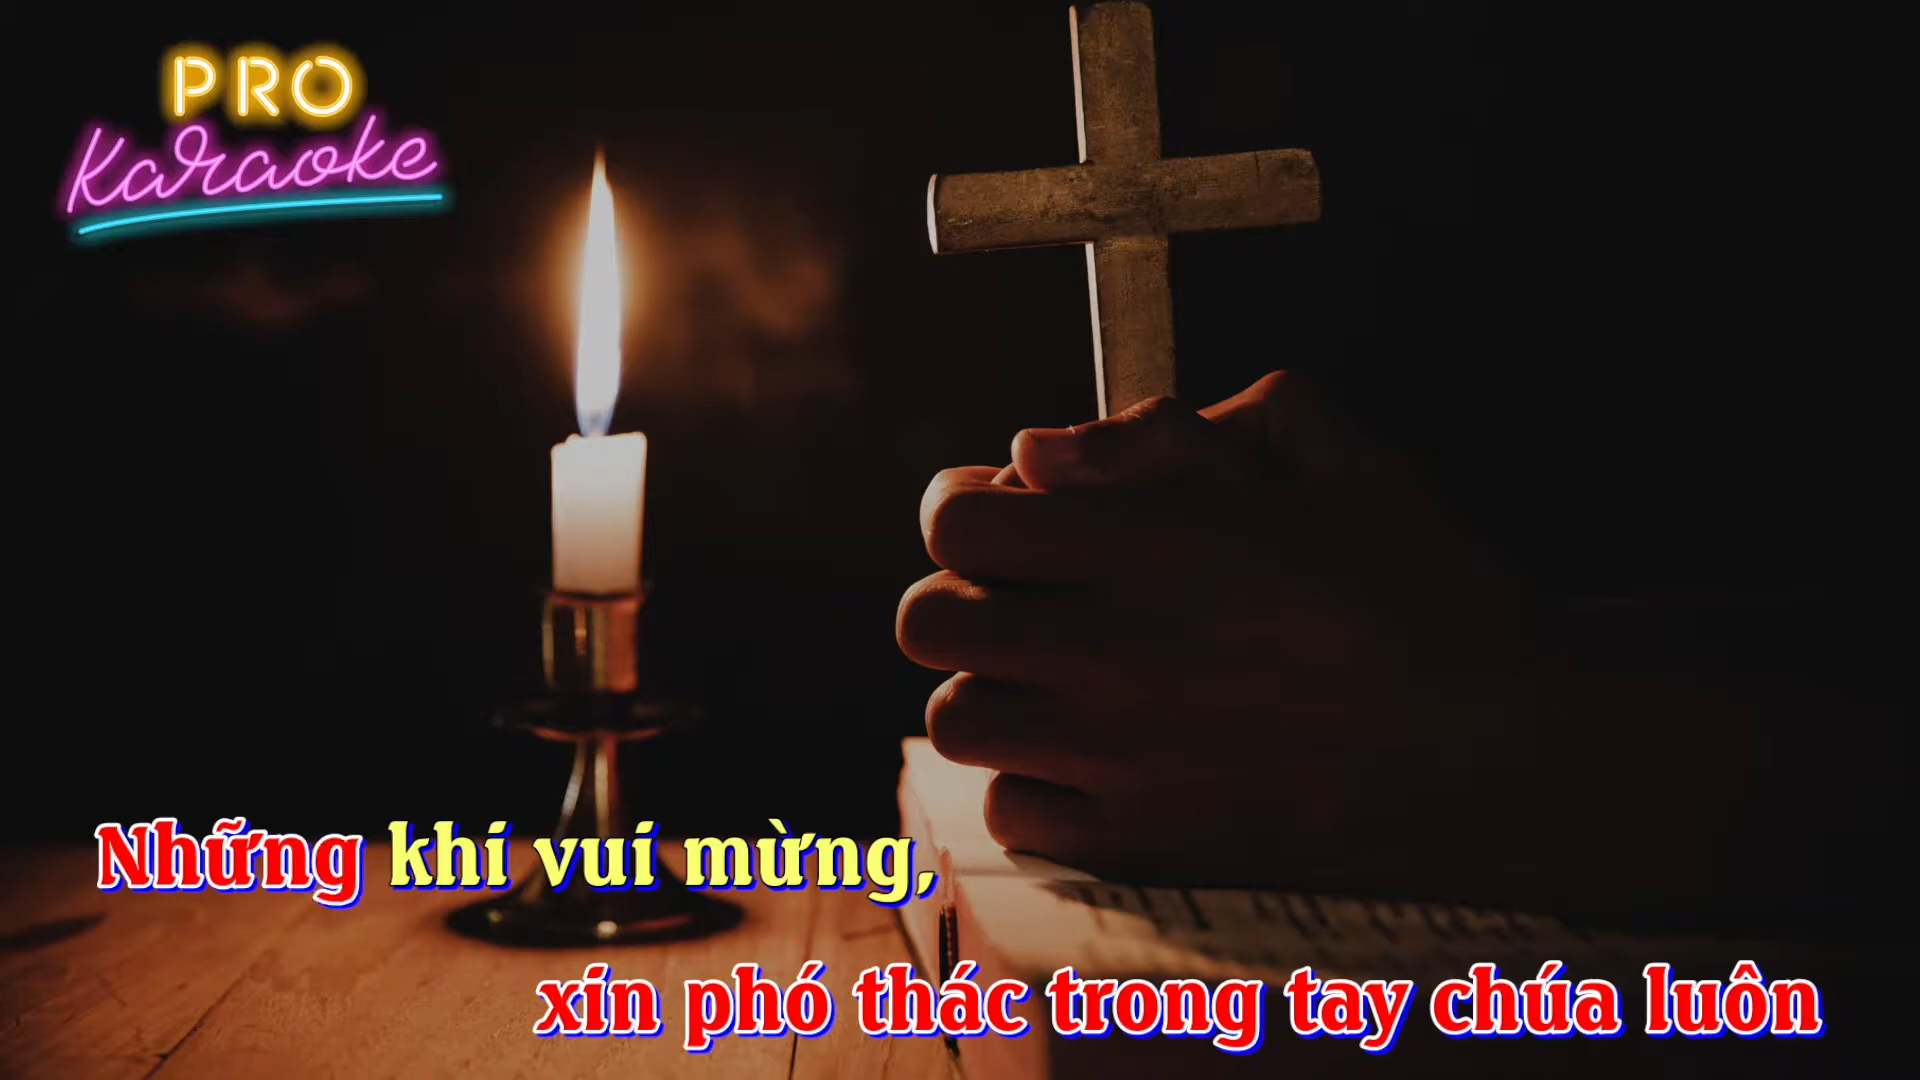 PRO
Karaoke
Những khi vui mừng,
xin phó thác trong tay chúa luôn